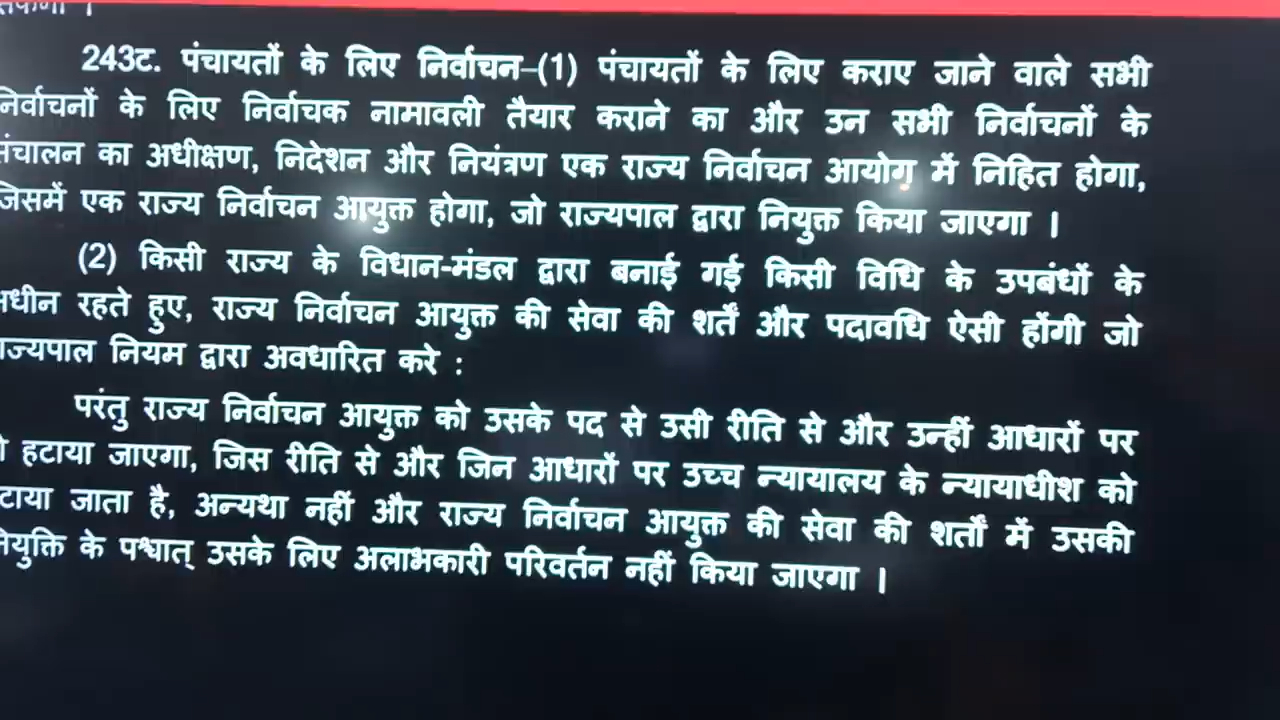 243ट. पंचायतों के लिए निर्वाचन–(1) पंचायतों के लिए कराए जाने वाले सभी
निर्वाचनों के लिए निर्वाचक नामावली तैयार कराने का और उन सभी निर्वाचनों के
संचालन का अधीक्षण, निदेशन और नियंत्रण एक राज्य निर्वाचन आयोग में निहित होगा,
जिसमें एक राज्य निर्वाचन आयुक्त होगा, जो राज्यपाल द्वारा नियुक्त किया जाएगा ।
(2) किसी राज्य के विधान-मंडल द्वारा बनाई गई किसी विधि के उपबंधों के
अधीन रहते हुए, राज्य निर्वाचन आयुक्त की सेवा की शर्तें और पदावधि ऐसी होंगी जो
राज्यपाल नियम द्वारा अवधारित करे :
परंतु राज्य निर्वाचन आयुक्त को उसके पद से उसी रीति से और उन्हीं आधारों पर
ही हटाया जाएगा, जिस रीति से और जिन आधारों पर उच्च न्यायालय के न्यायाधीश को
हटाया जाता है, अन्यथा नहीं और राज्य निर्वाचन आयुक्त की सेवा की शर्तों में उसकी
नियुक्ति के पश्चात् उसके लिए अलाभकारी परिवर्तन नहीं किया जाएगा ।